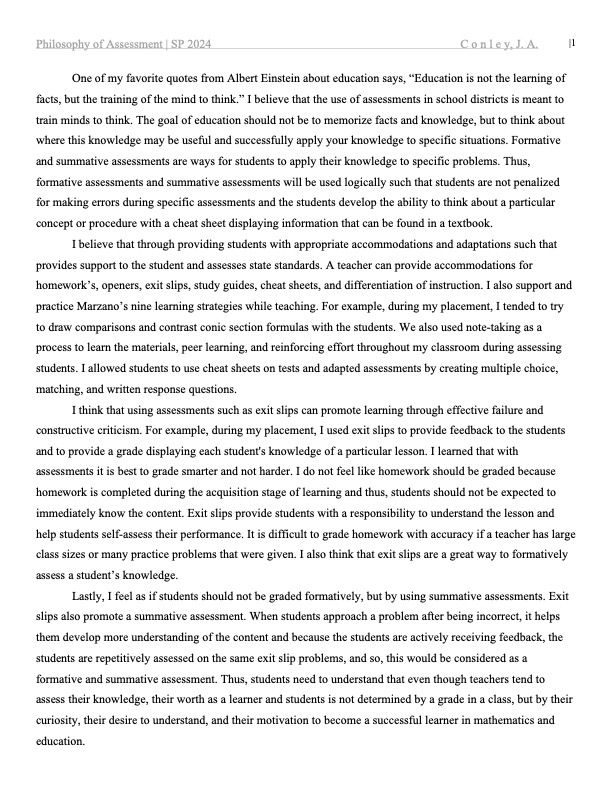 Philosophy of Assessment | SP 2024 C o n l e y, J. A. |1
One of my favorite quotes from Albert Einstein about education says, “Education is not the learning of
facts, but the training of the mind to think.” I believe that the use of assessments in school districts is meant to
train minds to think. The goal of education should not be to memorize facts and knowledge, but to think about
where this knowledge may be useful and successfully apply your knowledge to specific situations. Formative
and summative assessments are ways for students to apply their knowledge to specific problems. Thus,
formative assessments and summative assessments will be used logically such that students are not penalized
for making errors during specific assessments and the students develop the ability to think about a particular
concept or procedure with a cheat sheet displaying information that can be found in a textbook.
I believe that through providing students with appropriate accommodations and adaptations such that
provides support to the student and assesses state standards. A teacher can provide accommodations for
homework’s, openers, exit slips, study guides, cheat sheets, and differentiation of instruction. I also support and
practice Marzano’s nine learning strategies while teaching. For example, during my placement, I tended to try
to draw comparisons and contrast conic section formulas with the students. We also used note-taking as a
process to learn the materials, peer learning, and reinforcing effort throughout my classroom during assessing
students. I allowed students to use cheat sheets on tests and adapted assessments by creating multiple choice,
matching, and written response questions.
I think that using assessments such as exit slips can promote learning through effective failure and
constructive criticism. For example, during my placement, I used exit slips to provide feedback to the students
and to provide a grade displaying each student's knowledge of a particular lesson. I learned that with
assessments it is best to grade smarter and not harder. I do not feel like homework should be graded because
homework is completed during the acquisition stage of learning and thus, students should not be expected to
immediately know the content. Exit slips provide students with a responsibility to understand the lesson and
help students self-assess their performance. It is difficult to grade homework with accuracy if a teacher has large
class sizes or many practice problems that were given. I also think that exit slips are a great way to formatively
assess a student’s knowledge.
Lastly, I feel as if students should not be graded formatively, but by using summative assessments. Exit
slips also promote a summative assessment. When students approach a problem after being incorrect, it helps
them develop more understanding of the content and because the students are actively receiving feedback, the
students are repetitively assessed on the same exit slip problems, and so, this would be considered as a
formative and summative assessment. Thus, students need to understand that even though teachers tend to
assess their knowledge, their worth as a learner and students is not determined by a grade in a class, but by their
curiosity, their desire to understand, and their motivation to become a successful learner in mathematics and
education.